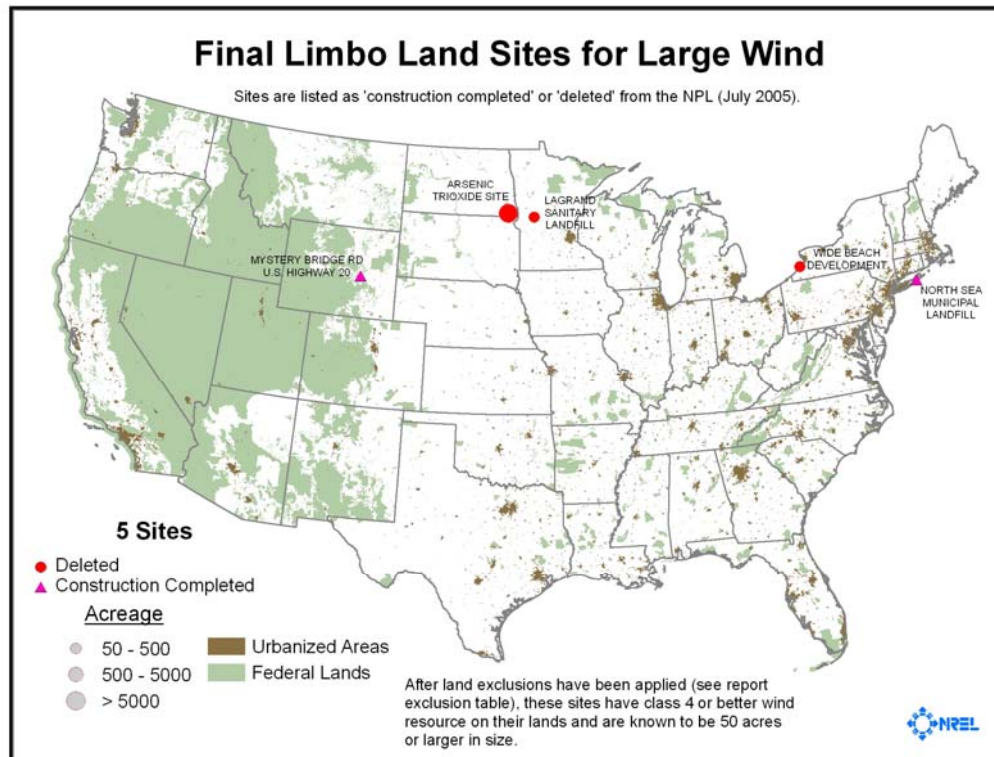 Final Limbo Land Sites for Large Wind
Sites are listed as 'construction completed' or 'deleted' from the NPL (July 2005).
ARSENIC
TRIOXIDE SITE
LAGRAND
SANITARY
LANDFILL
MYSTERY BRIDGE RD
U.S. HIGHWAY 20
WIDE BEACH
DEVELOPMENT
NORTH SEA
MUNICIPAL
LANDFILL
5 Sites
Deleted
Construction Completed
Acreage
50 - 500
500 - 5000
> 5000
Urbanized Areas
Federal Lands
After land exclusions have been applied (see report
exclusion table), these sites have class 4 or better wind
resource on their lands and are known to be 50 acres
or larger in size.
NREL